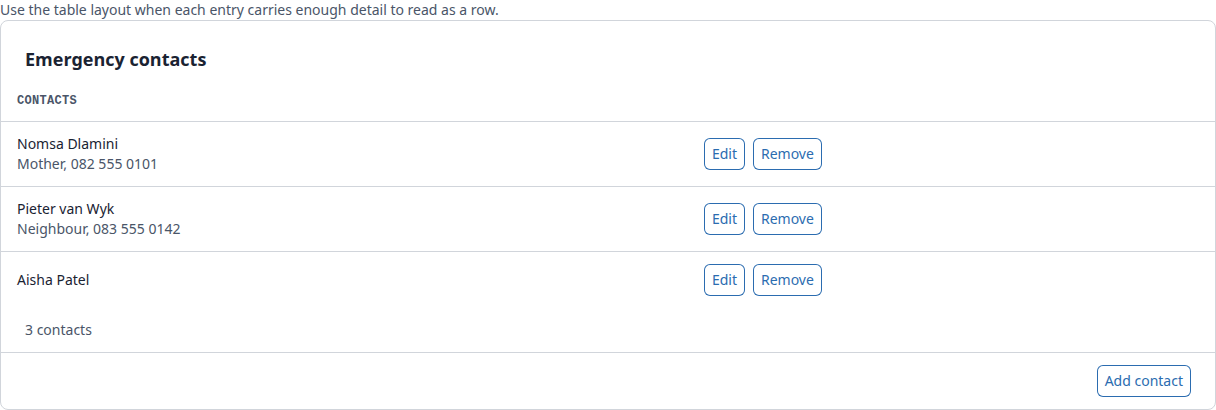 Use the table layout when each entry carries enough detail to read as a row.
Emergency contacts
CONTACTS
Nomsa Dlamini
Mother, 082 555 0101
Edit Remove
Pieter van Wyk
Neighbour, 083 555 0142
Edit Remove
Aisha Patel
Edit Remove
3 contacts
Add contact